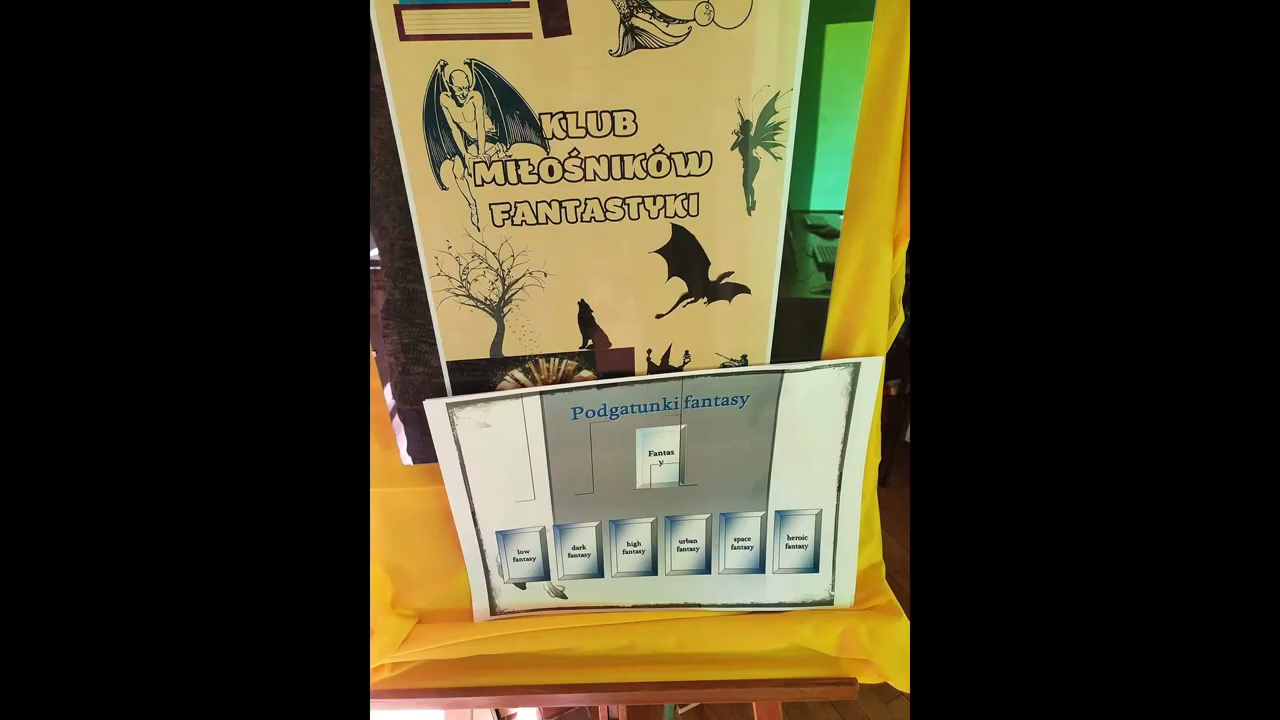 KLUB
MIŁOŚNIKÓW
FANTASTYKI
Podgatunki fantasy
Fantas
y
low
fantasy
dark
fantasy
high
fantasy
urban
fantasy
space
fantasy
heroic
fantasy